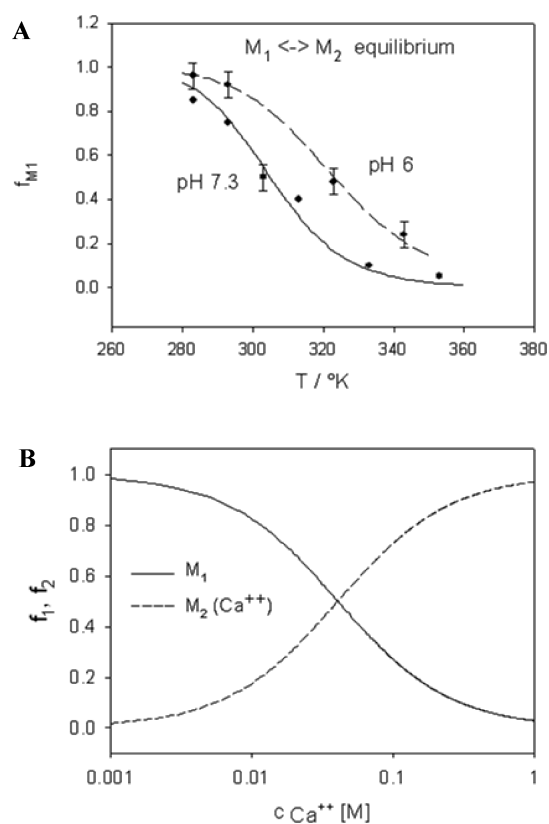 A
M₁ <-> M₂ equilibrium
1.2
1.0
0.8
0.6
0.4
0.2
0.0
f_M1
pH 7.3
pH 6
260 280 300 320 340 360 380
T / °K
B
1.0
0.8
0.6
0.4
0.2
0.0
f₁, f₂
M₁
M₂ (Ca⁺⁺)
0.001 0.01 0.1 1
c Ca⁺⁺ [M]